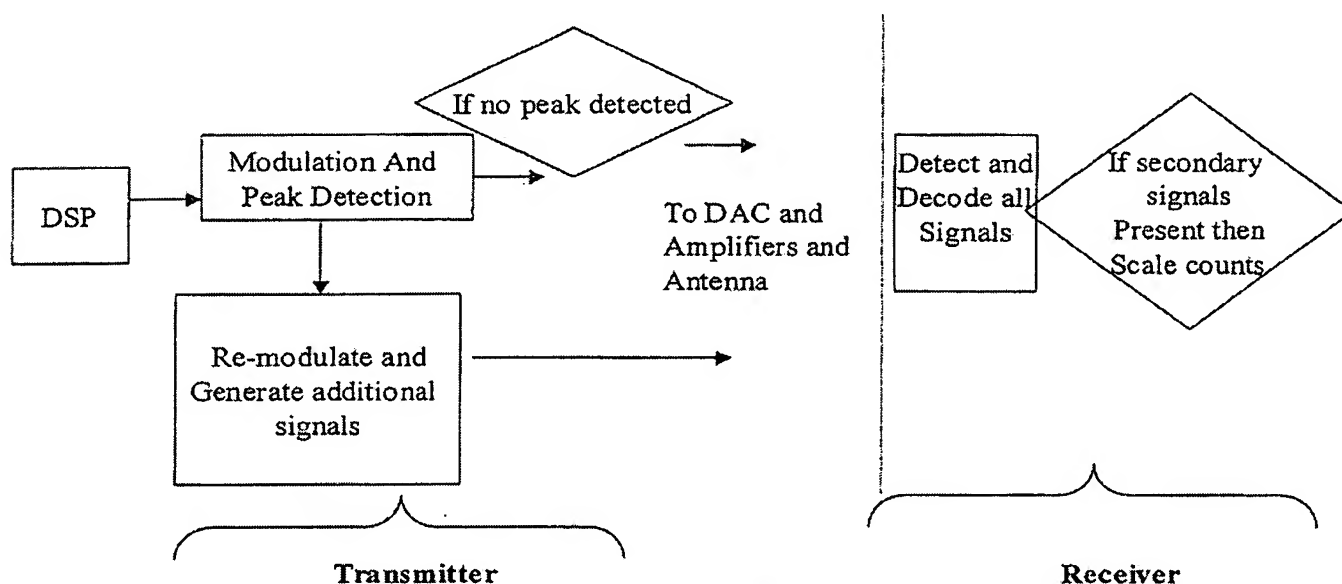 If no peak detected
DSP
Modulation And
Peak Detection
To DAC and
Amplifiers and
Antenna
Re-modulate and
Generate additional
signals
Detect and
Decode all
Signals
If secondary
signals
Present then
Scale counts
Transmitter
Receiver